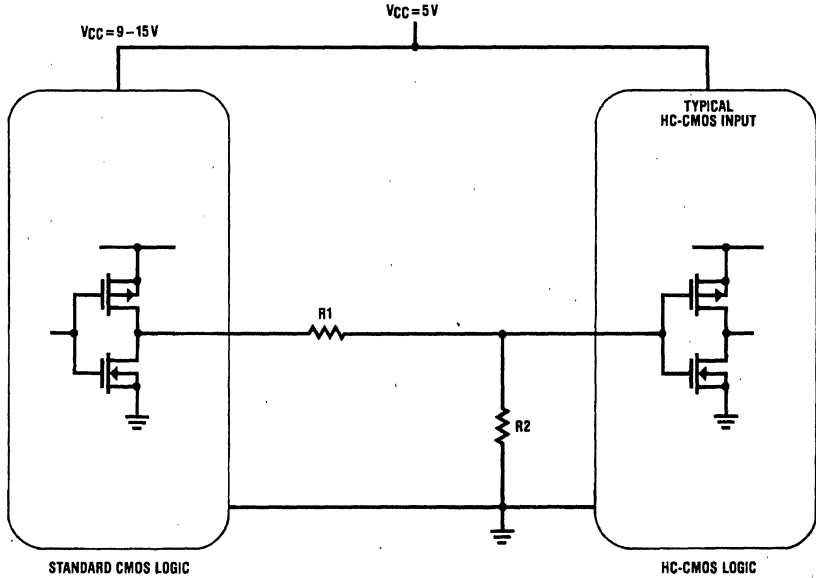 VCC=5V
VCC=9-15V
TYPICAL
HC-CMOS INPUT
R1
R2
STANDARD CMOS LOGIC
HC-CMOS LOGIC